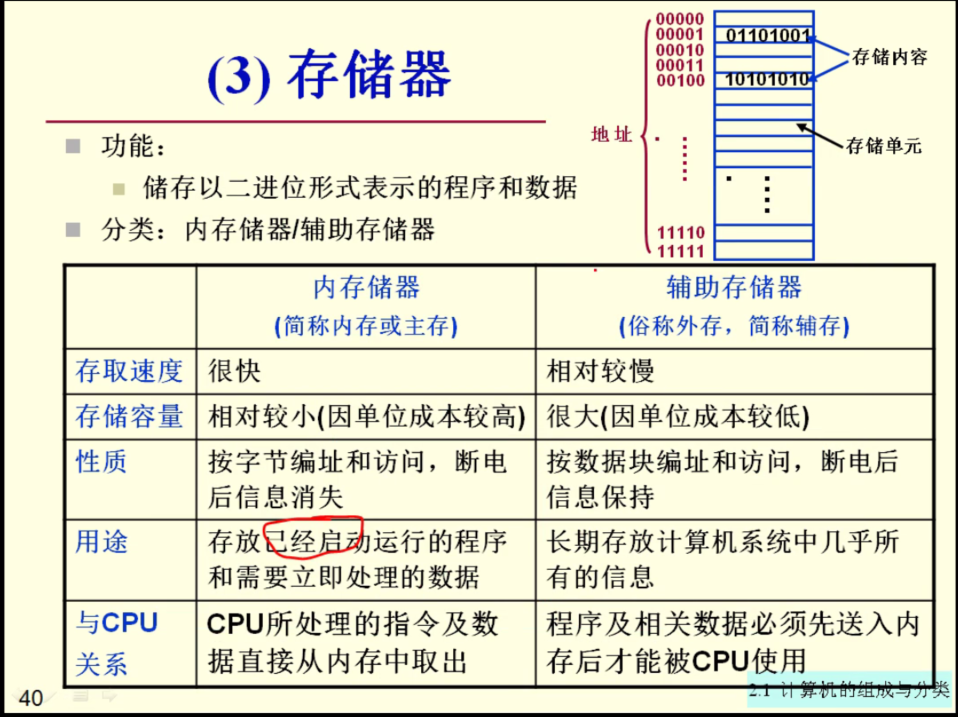 (3) 存储器
00000
00001
00010
00011
00100
11110
11111
地址
01101001
10101010
存储内容
存储单元
功能：
储存以二进位形式表示的程序和数据
分类：内存储器/辅助存储器
内存储器
(简称内存或主存)
辅助存储器
(俗称外存，简称辅存)
存取速度
很快
相对较慢
存储容量
相对较小(因单位成本较高)
很大(因单位成本较低)
性质
按字节编址和访问，断电
后信息消失
按数据块编址和访问，断电后
信息保持
用途
存放已经启动运行的程序
和需要立即处理的数据
长期存放计算机系统中几乎所
有的信息
与CPU
关系
CPU所处理的指令及数
据直接从内存中取出
程序及相关数据必须先送入内
存后才能被CPU使用
40
2.1 计算机的组成与分类